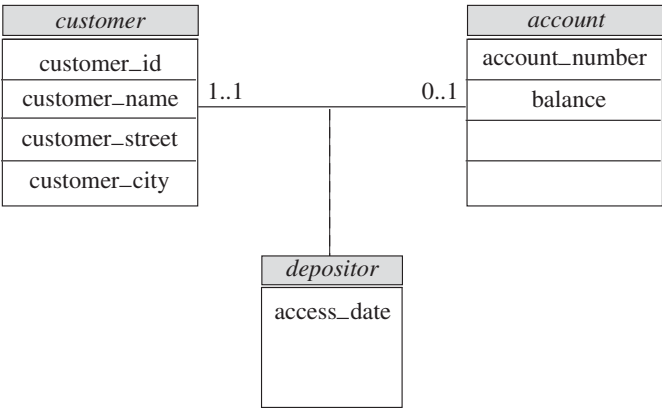 customer
customer_id
customer_name
customer_street
customer_city
1..1
0..1
account
account_number
balance
depositor
access_date